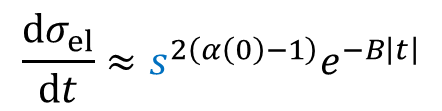 dσ_el/dt ≈ s^{2(α(0)−1)} e^{−B|t|}